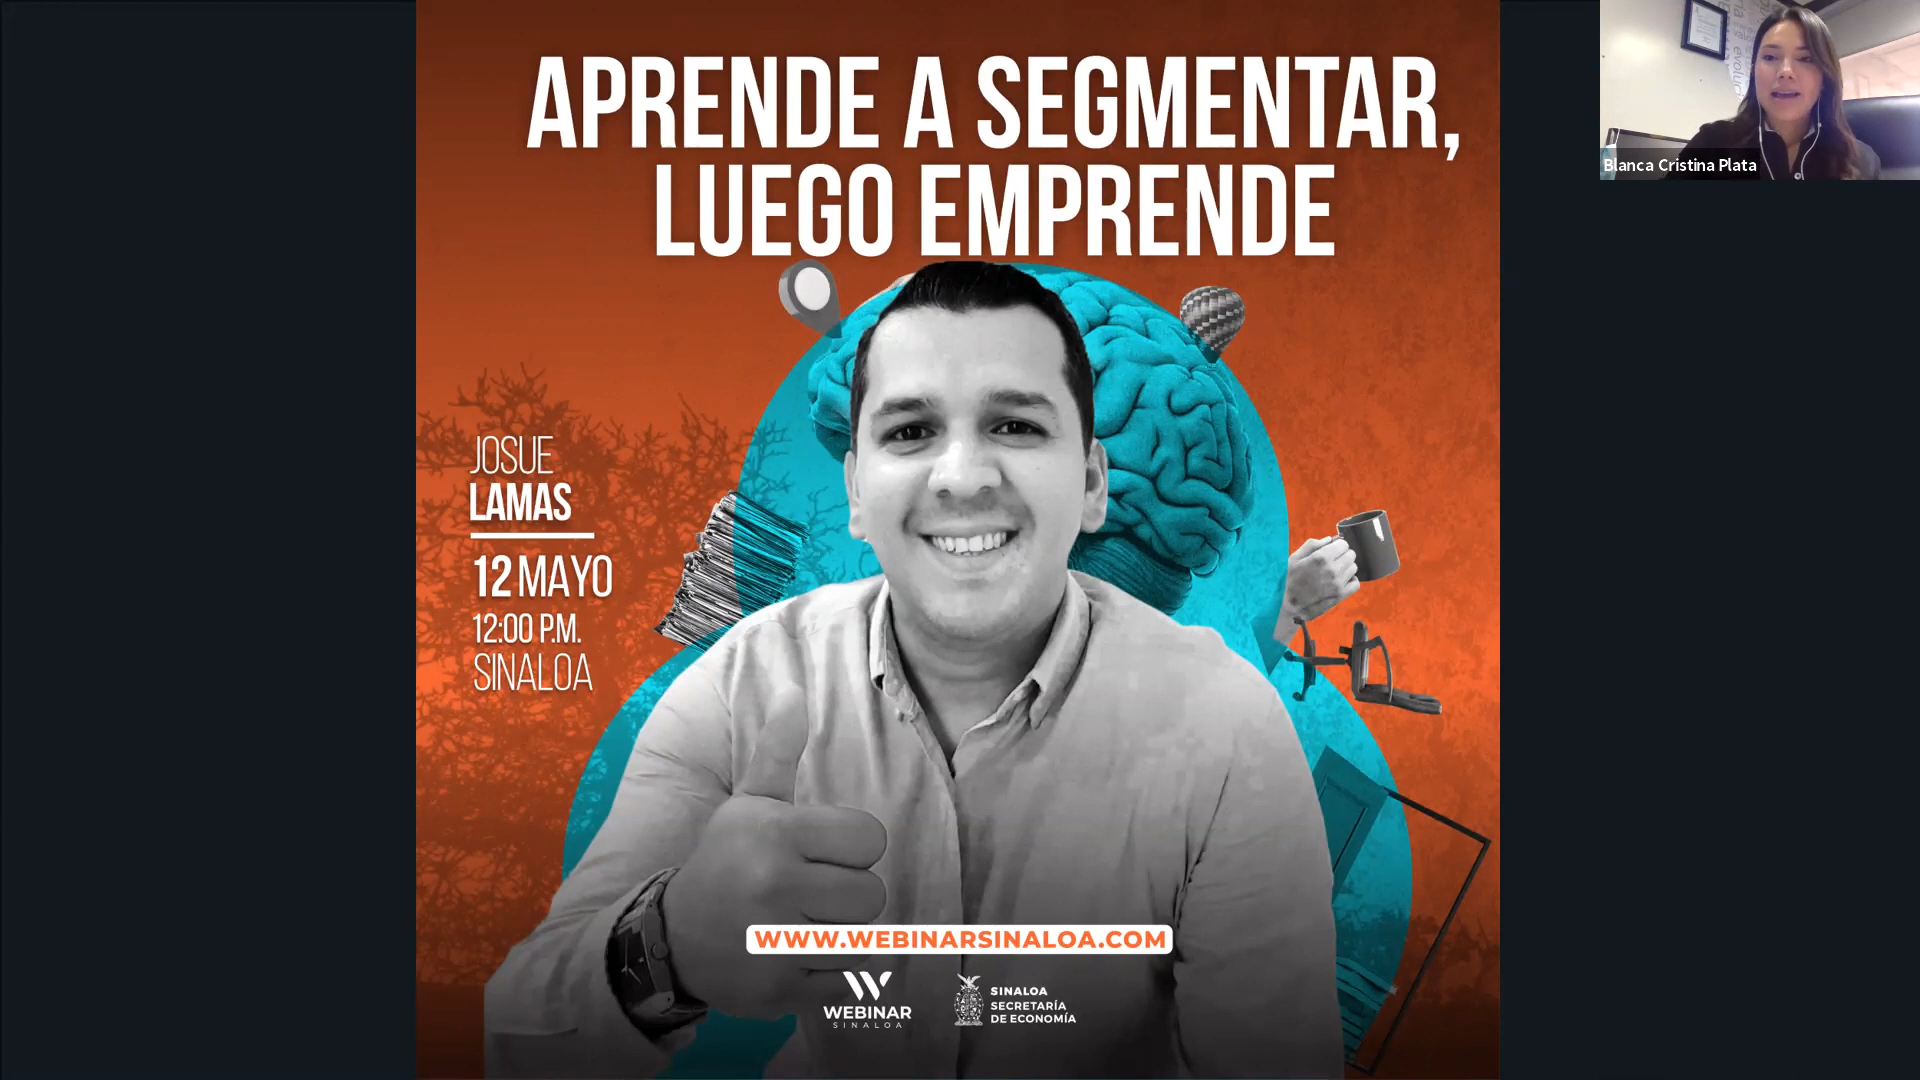 APRENDE A SEGMENTAR,
LUEGO EMPRENDE
JOSUE
LAMAS
12 MAYO
12:00 P.M.
SINALOA
WWW.WEBINARSINALOA.COM
WEBINAR
SINALOA
SINALOA
SECRETARÍA
DE ECONOMÍA
Blanca Cristina Plata